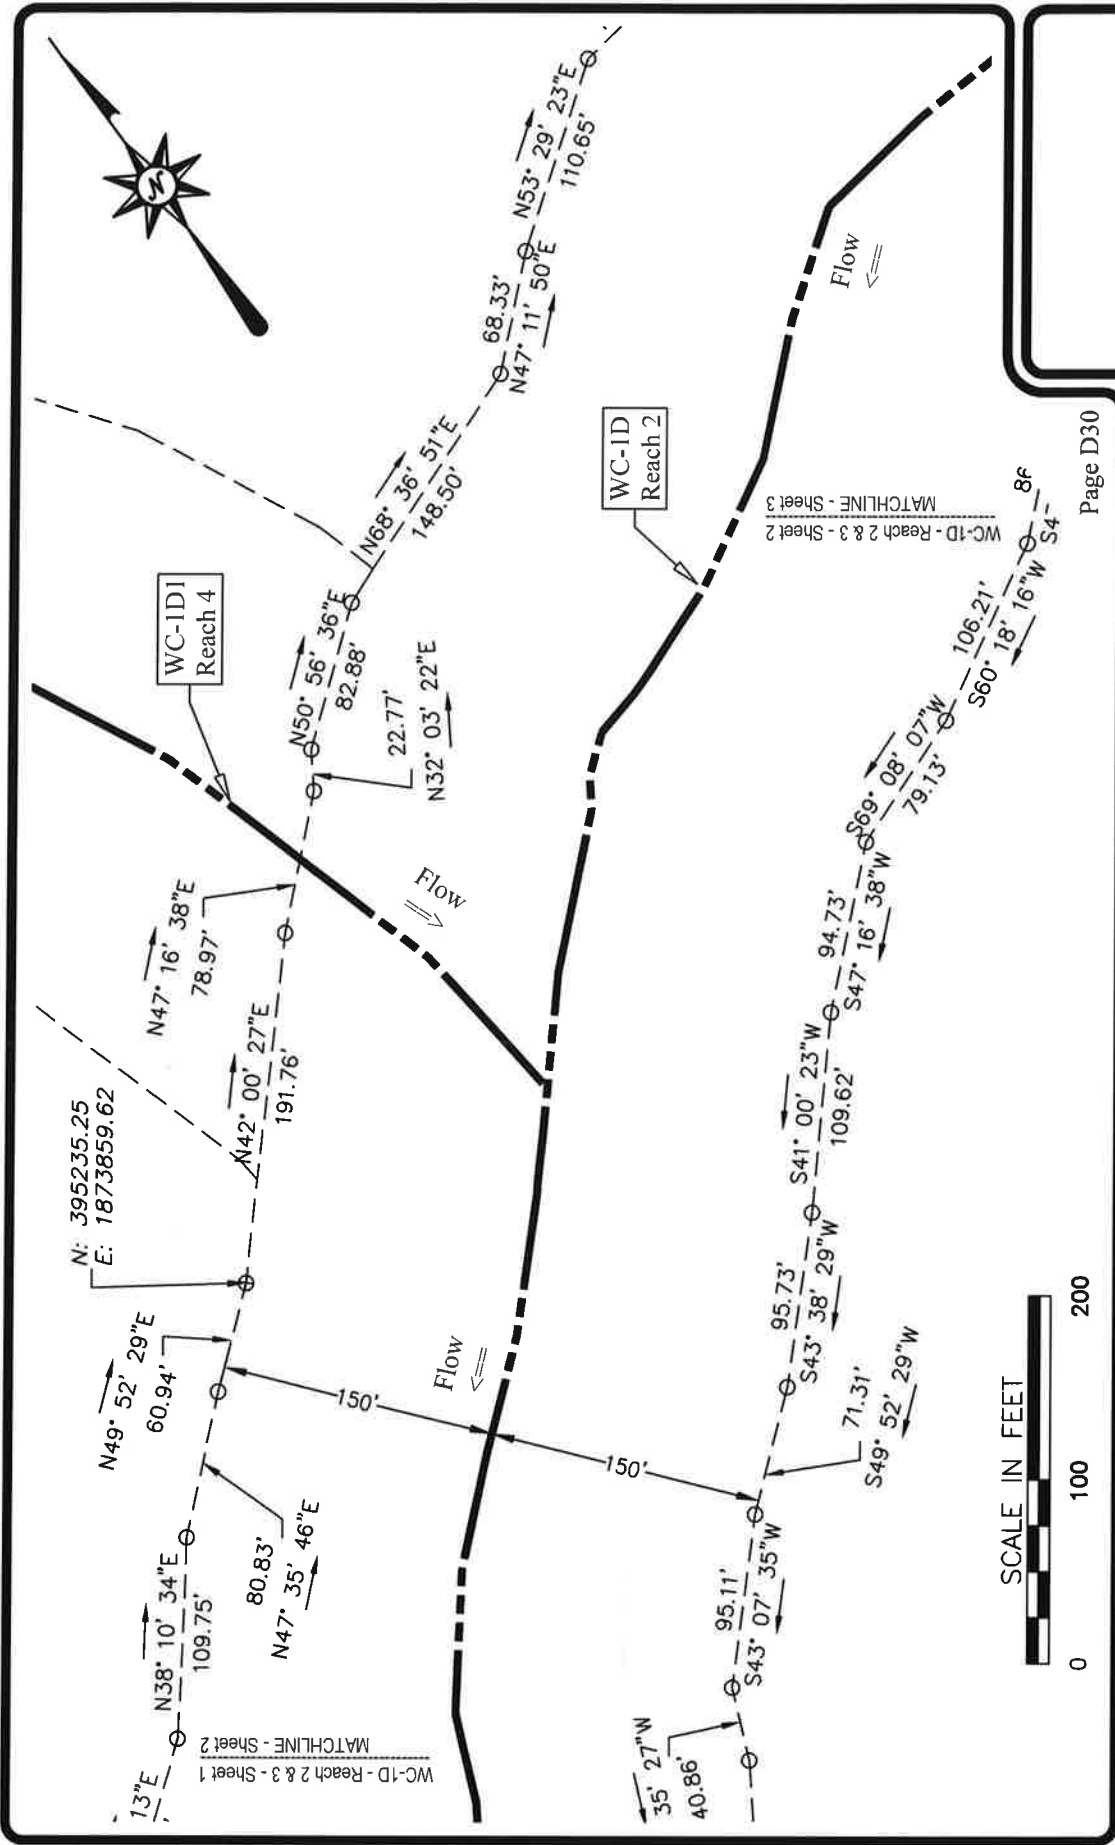 N
13"E
N38° 10' 34"E
109.75'
80.83'
N47° 35' 46"E
N49° 52' 29"E
60.94'
N: 395235.25
E: 1873859.62
N42° 00' 27"E
191.76'
N47° 16' 38"E
78.97'
WC-1D1
Reach 4
N50° 56' 36"E
82.88'
22.77'
N32° 03' 22"E
N68° 36' 51"E
148.50'
68.33'
N47° 11' 50"E
N53° 29' 23"E
110.65'
WC-1D - Reach 2 & 3 - Sheet 1
MATCHLINE - Sheet 2
150'
150'
Flow
Flow
Flow
WC-1D
Reach 2
WC-1D - Reach 2 & 3 - Sheet 2
MATCHLINE - Sheet 3
35' 27"W
40.86'
95.11'
S43° 07' 35"W
71.31'
S49° 52' 29"W
95.73'
S43° 38' 29"W
S41° 00' 23"W
109.62'
94.73'
S47° 16' 38"W
S69° 08' 07"W
79.13'
106.21'
S60° 18' 16"W
S4
SCALE IN FEET
0 100 200
Page D30